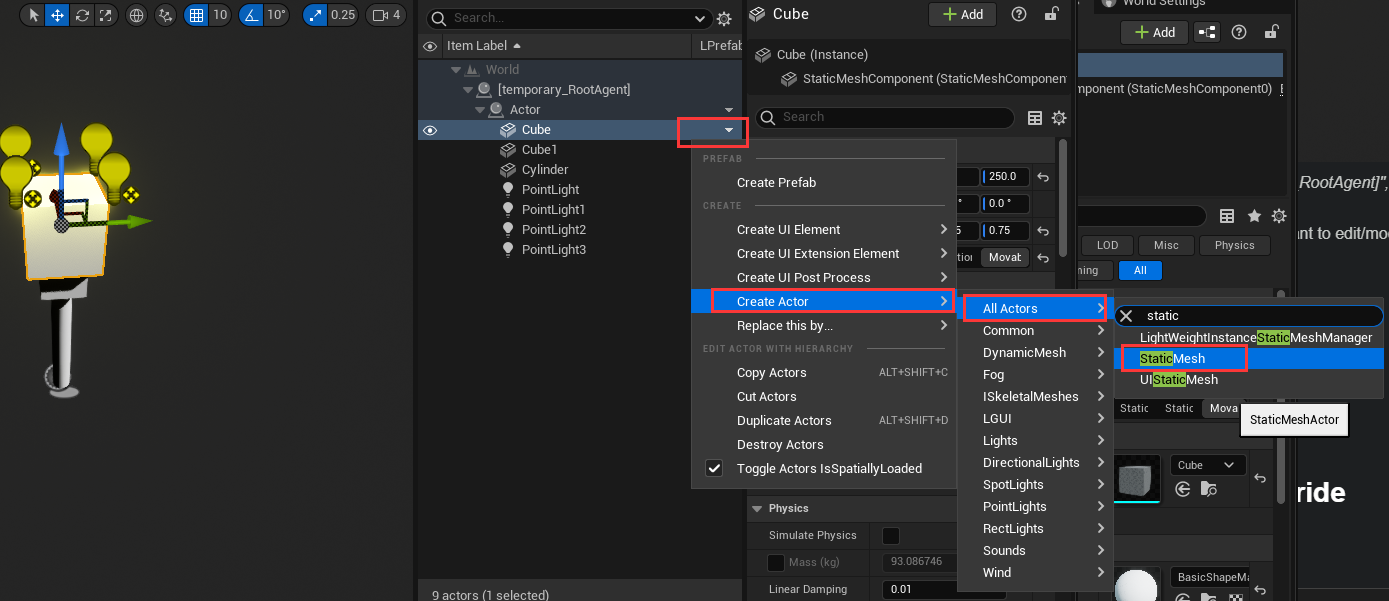 10
10°
0.25
4
Search...
Item Label
LPrefab
World
[temporary_RootAgent]
Actor
Cube
Cube1
Cylinder
PointLight
PointLight1
PointLight2
PointLight3
9 actors (1 selected)
Cube
+ Add
Cube (Instance)
StaticMeshComponent (StaticMeshComponen
Search
250.0
0.0 °
0.75
Movab
PREFAB
Create Prefab
CREATE
Create UI Element
Create UI Extension Element
Create UI Post Process
Create Actor
Replace this by...
EDIT ACTOR WITH HIERARCHY
Copy Actors ALT+SHIFT+C
Cut Actors
Duplicate Actors ALT+SHIFT+D
Destroy Actors
Toggle Actors IsSpatiallyLoaded
All Actors
Common
DynamicMesh
Fog
ISkeletalMeshes
LGUI
Lights
DirectionalLights
SpotLights
PointLights
RectLights
Sounds
Wind
static
LightWeightInstanceStaticMeshManager
StaticMesh
UIStaticMesh
StaticMeshActor
Physics
Simulate Physics
Mass (kg) 93.086746
Linear Damping 0.01
World Settings
+ Add
mponent (StaticMeshComponent0)
LOD Misc Physics
ming All
Static Static Mova
Cube
BasicShapeMa
RootAgent]",
nt to edit/mo
ride